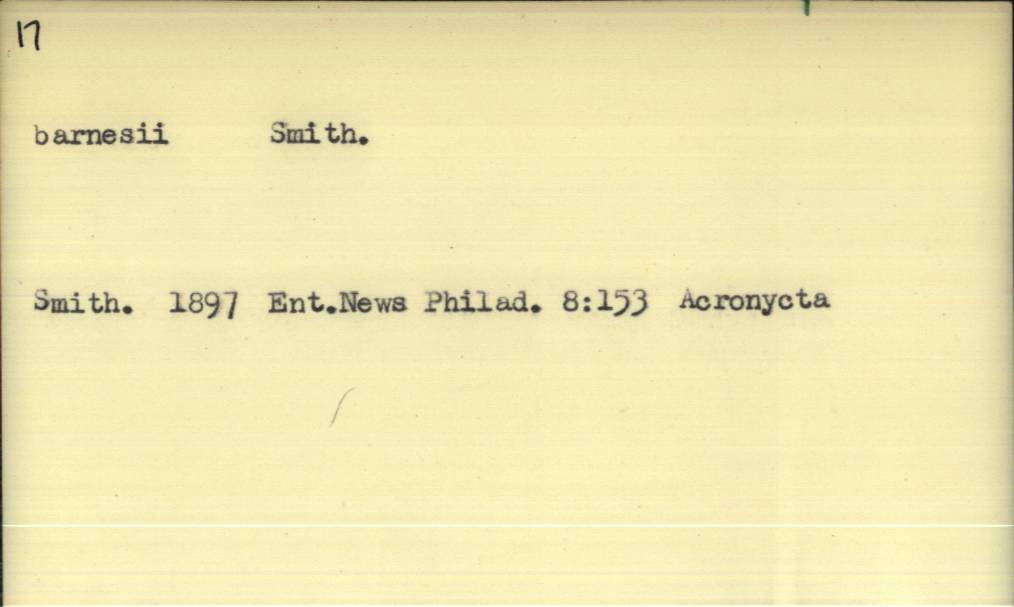 17
barnesii Smith.
Smith. 1897 Ent.News Philad. 8:153 Acronycta